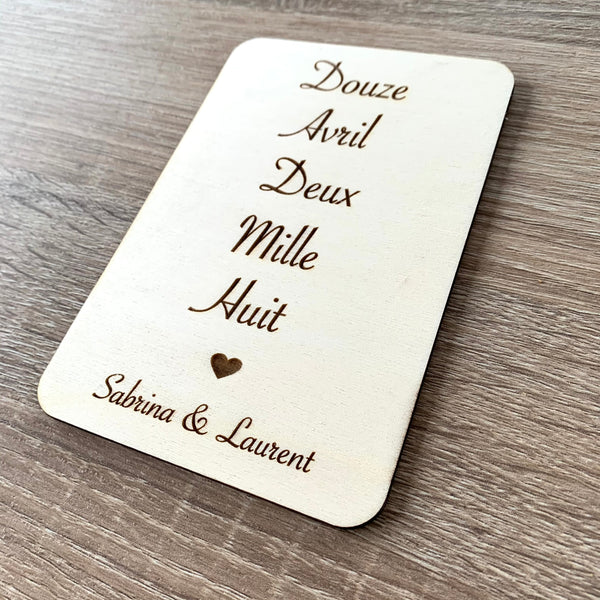 Douze
Avril
Deux
Mille
Huit
Sabrina & Laurent